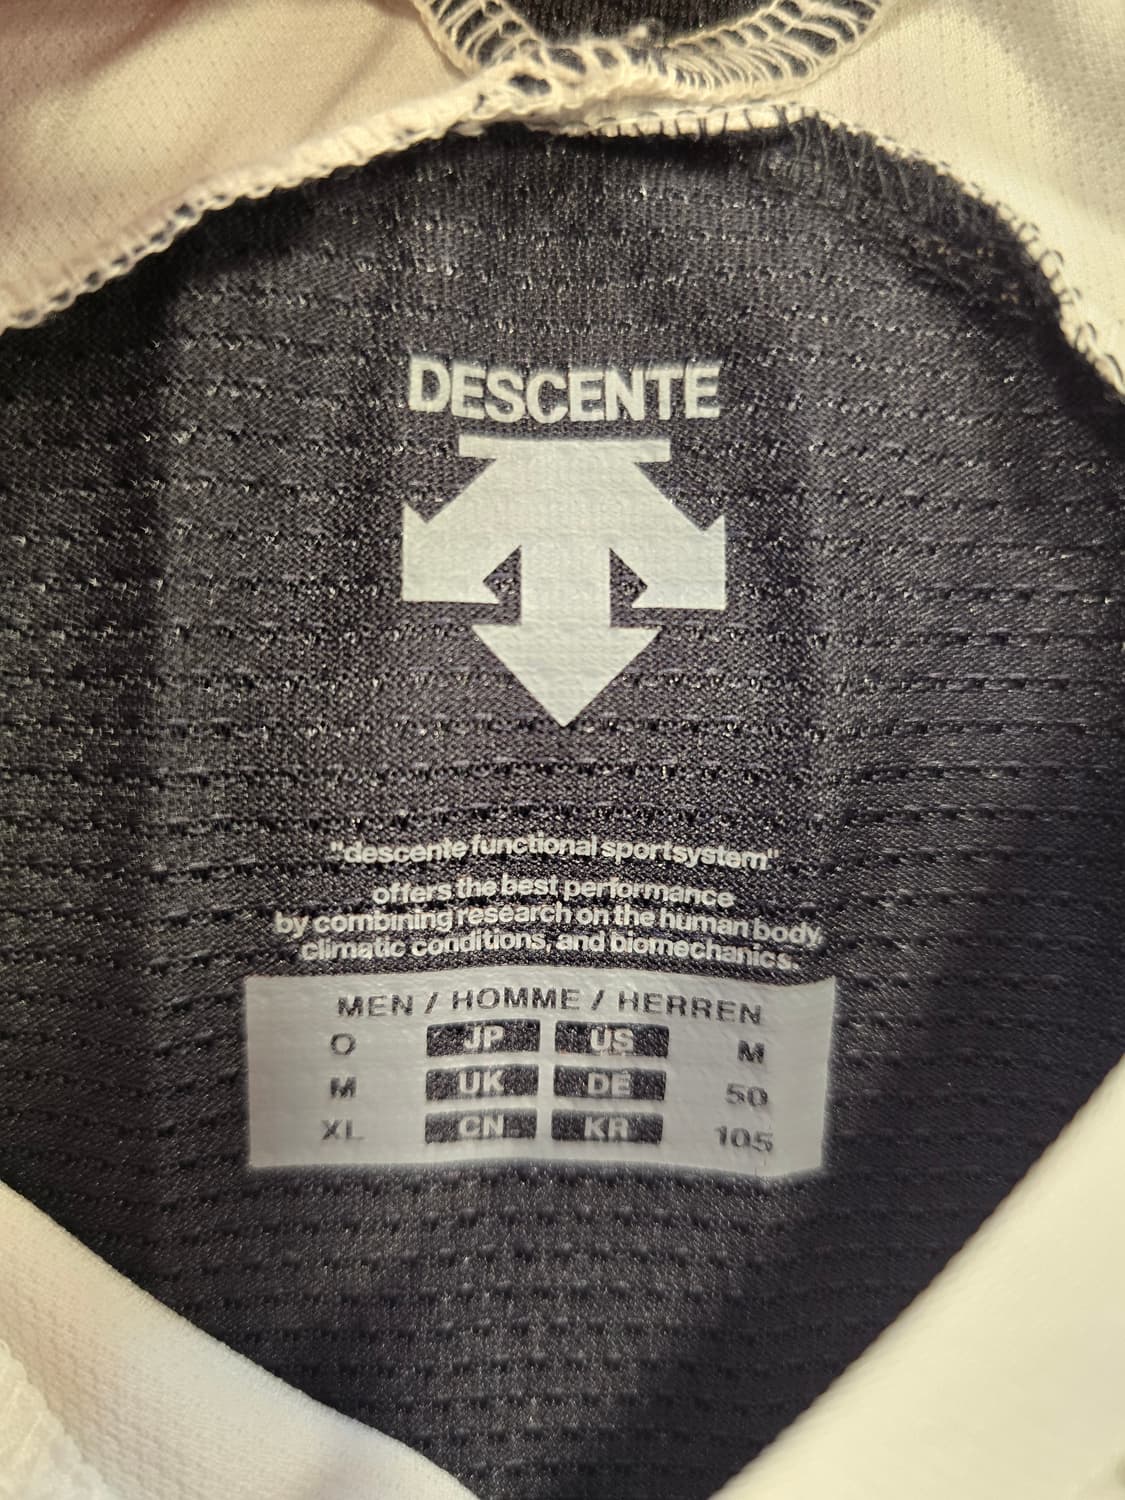 DESCENTE
"descente functional sportsystem"
offers the best performance
by combining research on the human body,
climatic conditions, and biomechanics.
MEN / HOMME / HERREN
O JP US M
M UK DE 50
XL CN KR 105